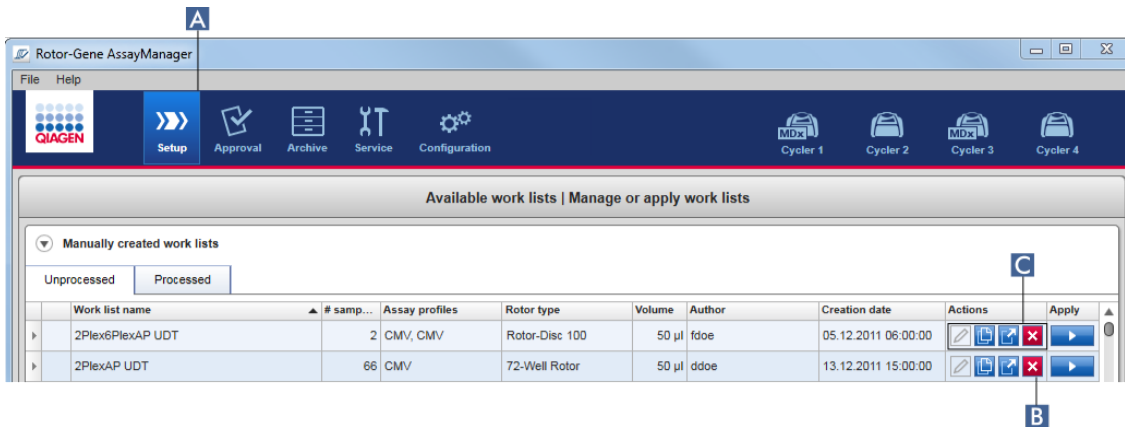 A
Rotor-Gene AssayManager
File Help
QIAGEN
Setup Approval Archive Service Configuration MDx Cycler 1 Cycler 2 MDx Cycler 3 Cycler 4
Available work lists | Manage or apply work lists
Manually created work lists
C
Unprocessed Processed
Work list name # samp... Assay profiles Rotor type Volume Author Creation date Actions Apply
2Plex6PlexAP UDT 2 CMV, CMV Rotor-Disc 100 50 µl fdoe 05.12.2011 06:00:00
2PlexAP UDT 66 CMV 72-Well Rotor 50 µl ddoe 13.12.2011 15:00:00
B